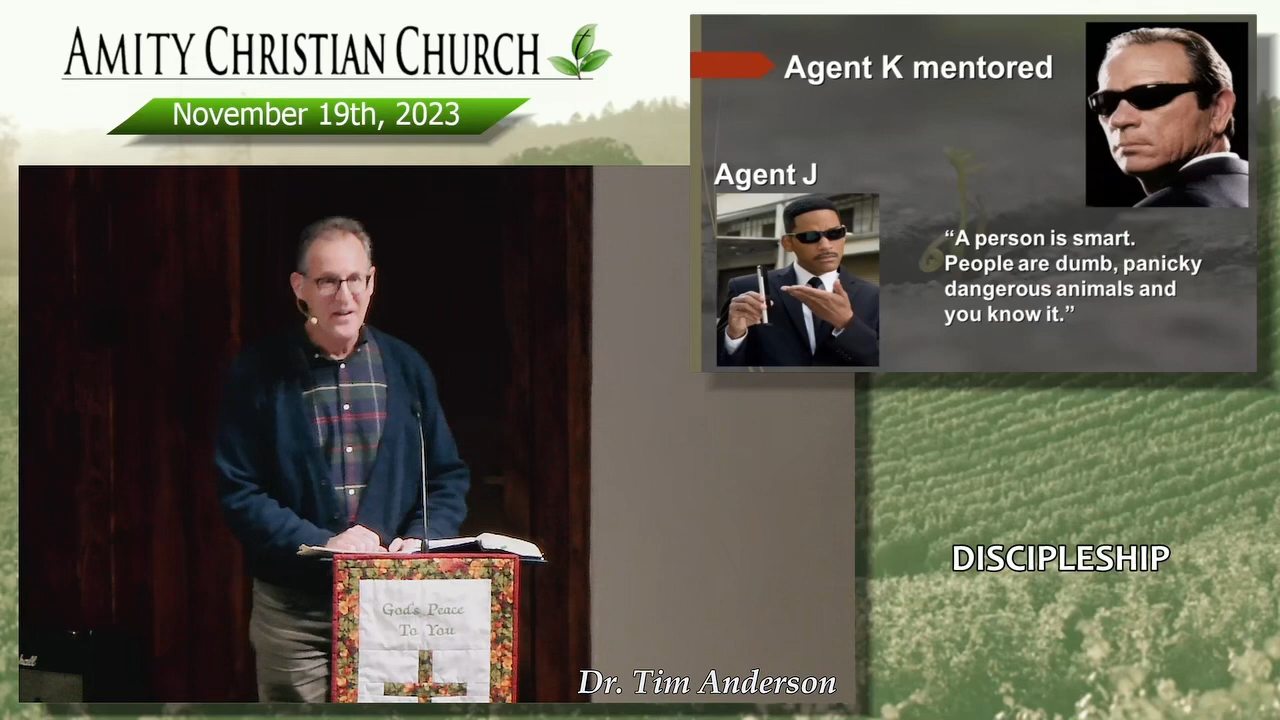 AMITY CHRISTIAN CHURCH
November 19th, 2023
Agent K mentored
Agent J
“A person is smart.
People are dumb, panicky
dangerous animals and
you know it.”
God's Peace
To You
DISCIPLESHIP
Dr. Tim Anderson